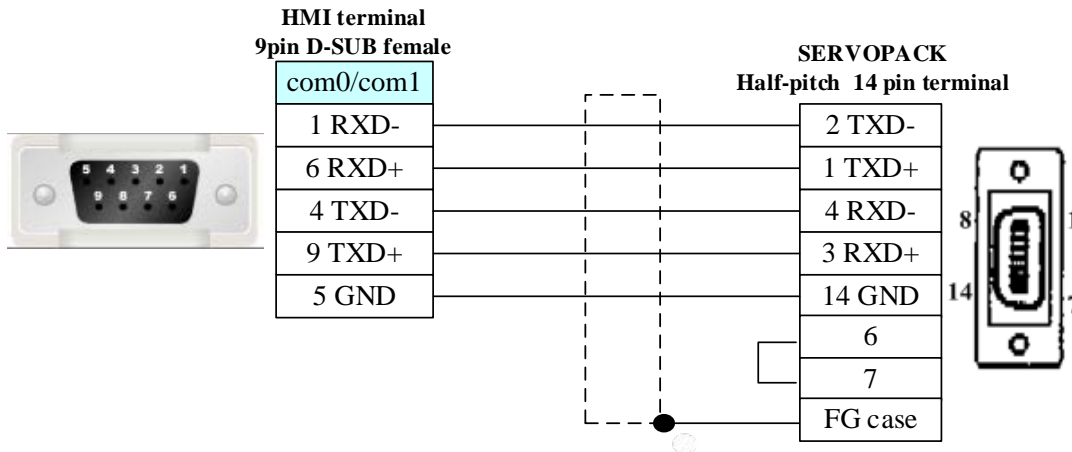 HMI terminal
9pin D-SUB female
com0/com1
1 RXD-
6 RXD+
4 TXD-
9 TXD+
5 GND
5 4 3 2 1
9 8 7 6
SERVOPACK
Half-pitch 14 pin terminal
2 TXD-
1 TXD+
4 RXD-
3 RXD+
14 GND
6
7
FG case
8 1
14 7